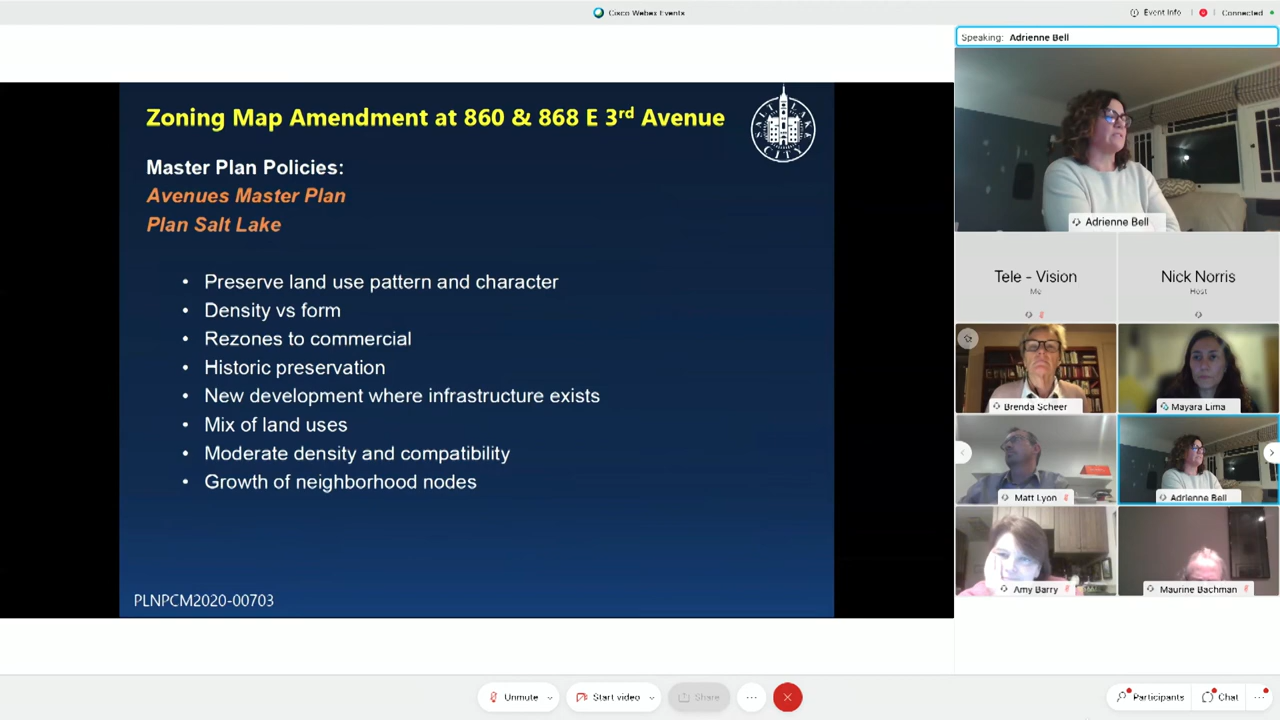 Cisco Webex Events
Event Info
Connected
Speaking: Adrienne Bell
Zoning Map Amendment at 860 & 868 E 3rd Avenue
SALT LAKE CITY
Master Plan Policies:
Avenues Master Plan
Plan Salt Lake
• Preserve land use pattern and character
• Density vs form
• Rezones to commercial
• Historic preservation
• New development where infrastructure exists
• Mix of land uses
• Moderate density and compatibility
• Growth of neighborhood nodes
PLNPCM2020-00703
Adrienne Bell
Tele - Vision
Me
Nick Norris
Host
Brenda Scheer
Mayara Lima
Matt Lyon
Adrienne Bell
Amy Barry
Maurine Bachman
Unmute
Start video
Share
Participants
Chat